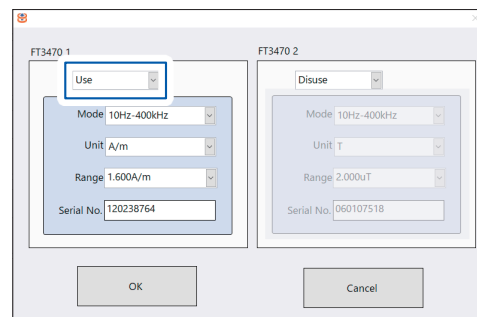 FT3470 1
Use
Mode 10Hz-400kHz
Unit A/m
Range 1.600A/m
Serial No. 120238764
OK
FT3470 2
Disuse
Mode 10Hz-400kHz
Unit T
Range 2.000uT
Serial No. 060107518
Cancel